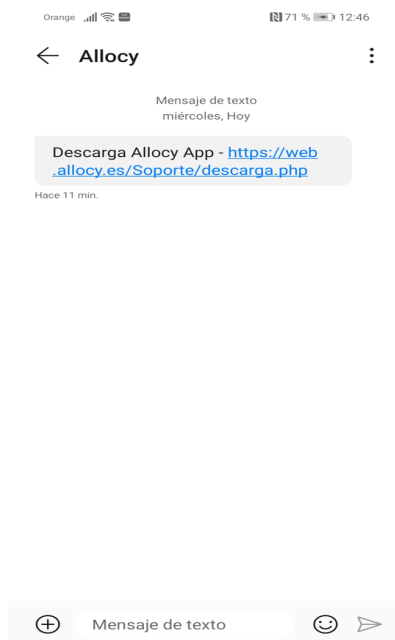 Orange 71 % 12:46
Allocy
Mensaje de texto
miércoles, Hoy
Descarga Allocy App - https://web
.allocy.es/Soporte/descarga.php
Hace 11 min.
Mensaje de texto